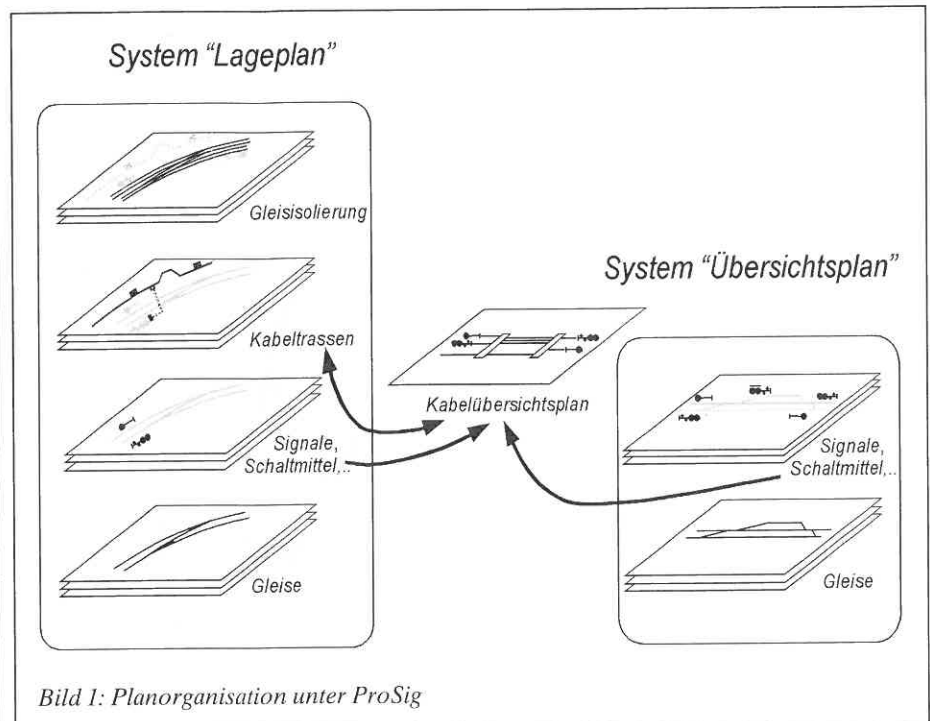 System “Lageplan”
Gleisisolierung
Kabeltrassen
Signale,
Schaltmittel,..
Gleise
Kabelübersichtsplan
System “Übersichtsplan”
Signale,
Schaltmittel,..
Gleise
Bild 1: Planorganisation unter ProSig